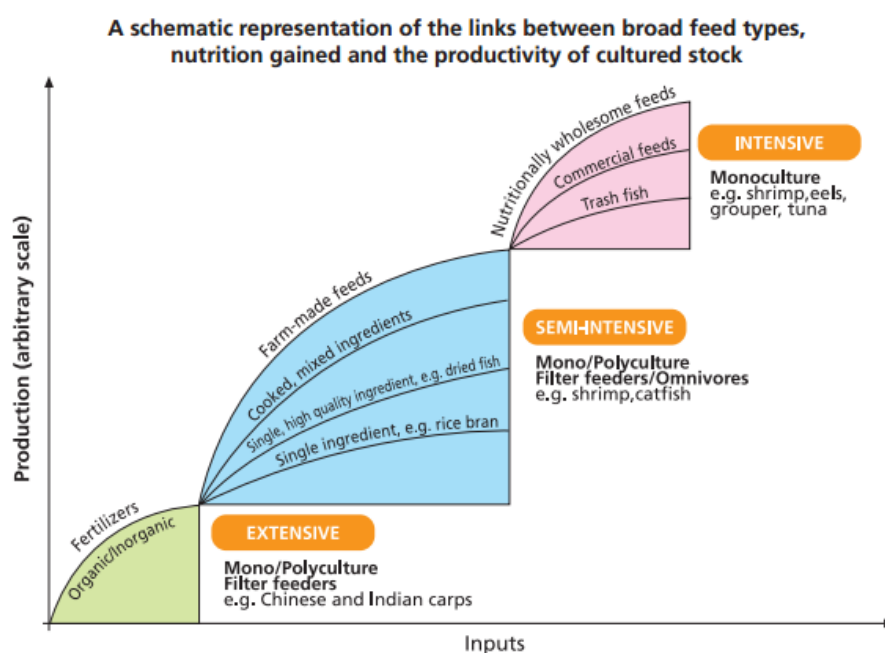 A schematic representation of the links between broad feed types,
nutrition gained and the productivity of cultured stock
Production (arbitrary scale)
Nutritionally wholesome feeds
Commercial feeds
Trash fish
INTENSIVE
Monoculture
e.g. shrimp,eels,
grouper, tuna
Farm-made feeds
Cooked, mixed ingredients
Single, high quality ingredient, e.g. dried fish
Single ingredient, e.g. rice bran
SEMI-INTENSIVE
Mono/Polyculture
Filter feeders/Omnivores
e.g. shrimp,catfish
Fertilizers
Organic/Inorganic
EXTENSIVE
Mono/Polyculture
Filter feeders
e.g. Chinese and Indian carps
Inputs